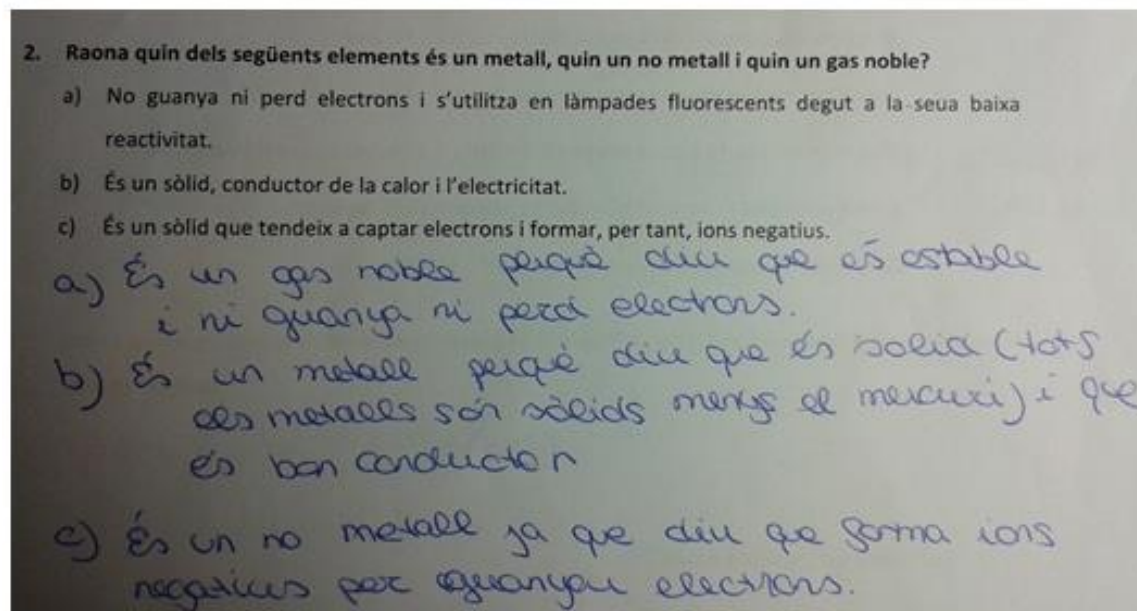 2. Raona quin dels següents elements és un metall, quin un no metall i quin un gas noble?
a) No guanya ni perd electrons i s'utilitza en làmpades fluorescents degut a la seua baixa
reactivitat.
b) És un sòlid, conductor de la calor i l'electricitat.
c) És un sòlid que tendeix a captar electrons i formar, per tant, ions negatius.
a) És un gas noble perquè diu que és estable
i ni guanya ni perd electrons.
b) És un metall perquè diu que és solid (tots
els metalls són sòlids menys el mercuri) i que
és bon conductor
c) És un no metall ja que diu que forma ions
negatius per guanyar electrons.